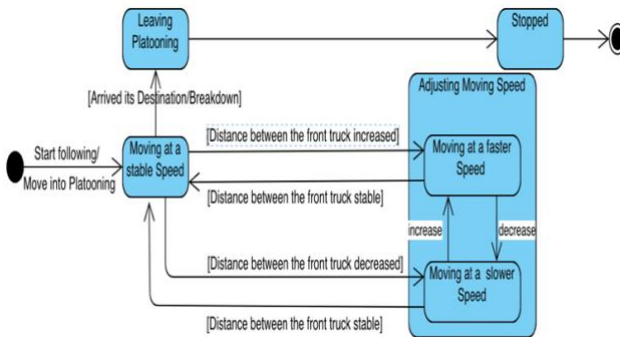 Leaving
Platooning
Stopped
[Arrived its Destination/Breakdown]
Adjusting Moving Speed
[Distance between the front truck increased]
Start following/
Move into Platooning
Moving at a
stable Speed
Moving at a faster
Speed
[Distance between the front truck stable]
increase
decrease
[Distance between the front truck decreased]
Moving at a slower
Speed
[Distance between the front truck stable]